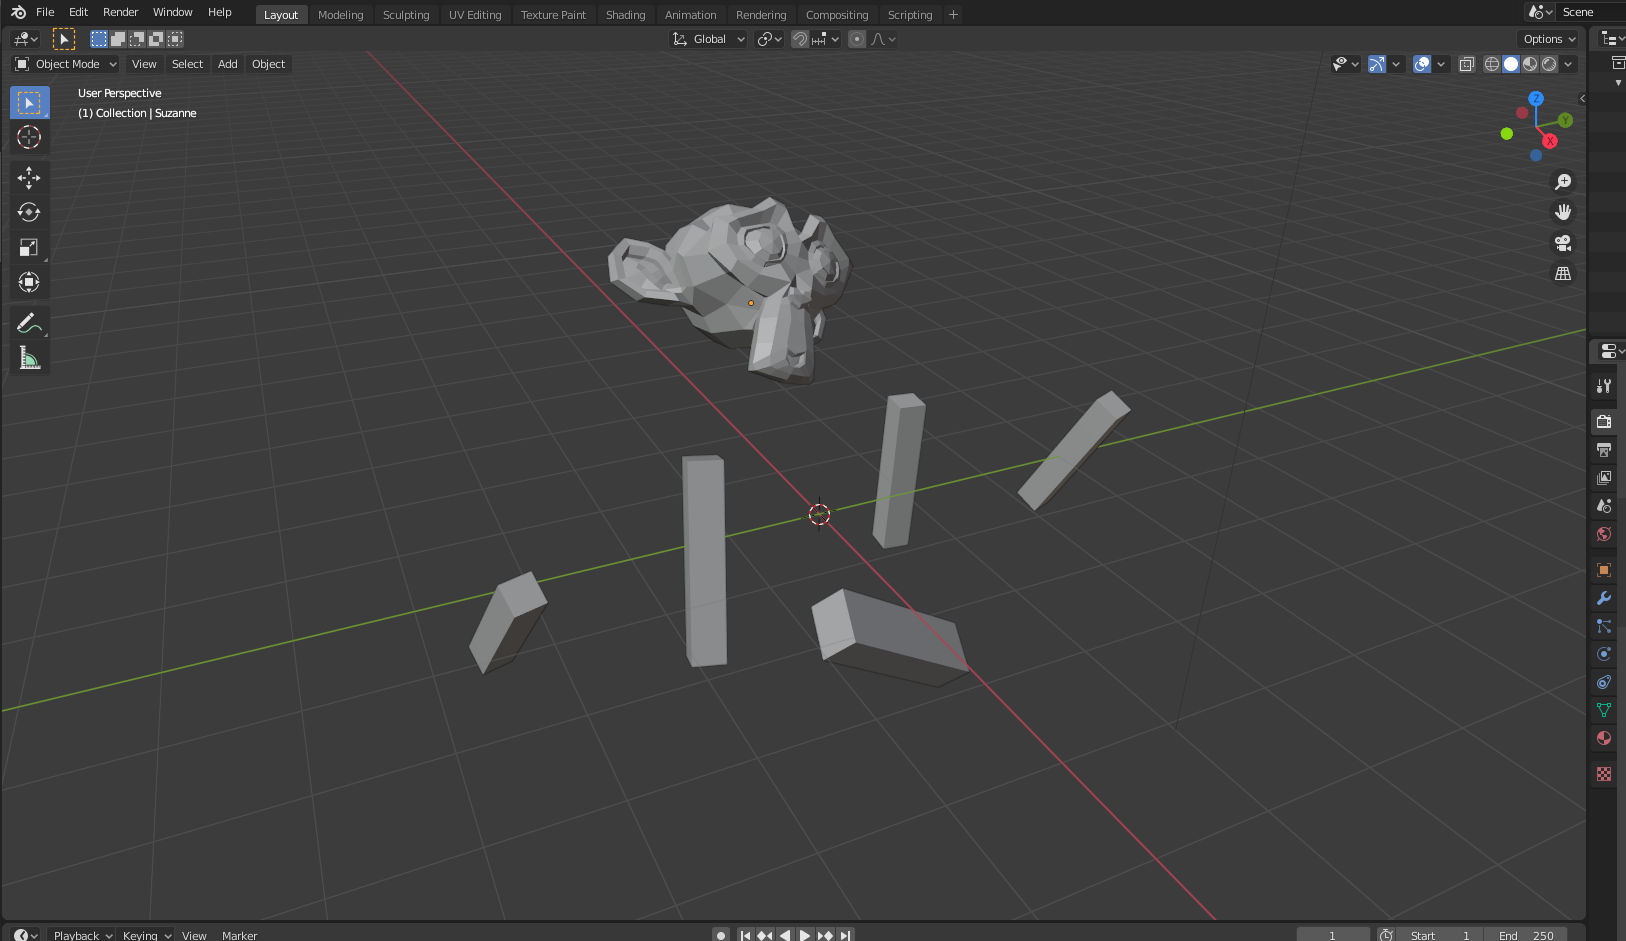 File Edit Render Window Help Layout Modeling Sculpting UV Editing Texture Paint Shading Animation Rendering Compositing Scripting + Scene
Global Options
Object Mode View Select Add Object
User Perspective
(1) Collection | Suzanne
Z
Y
X
Playback Keying View Marker 1 Start 1 End 250